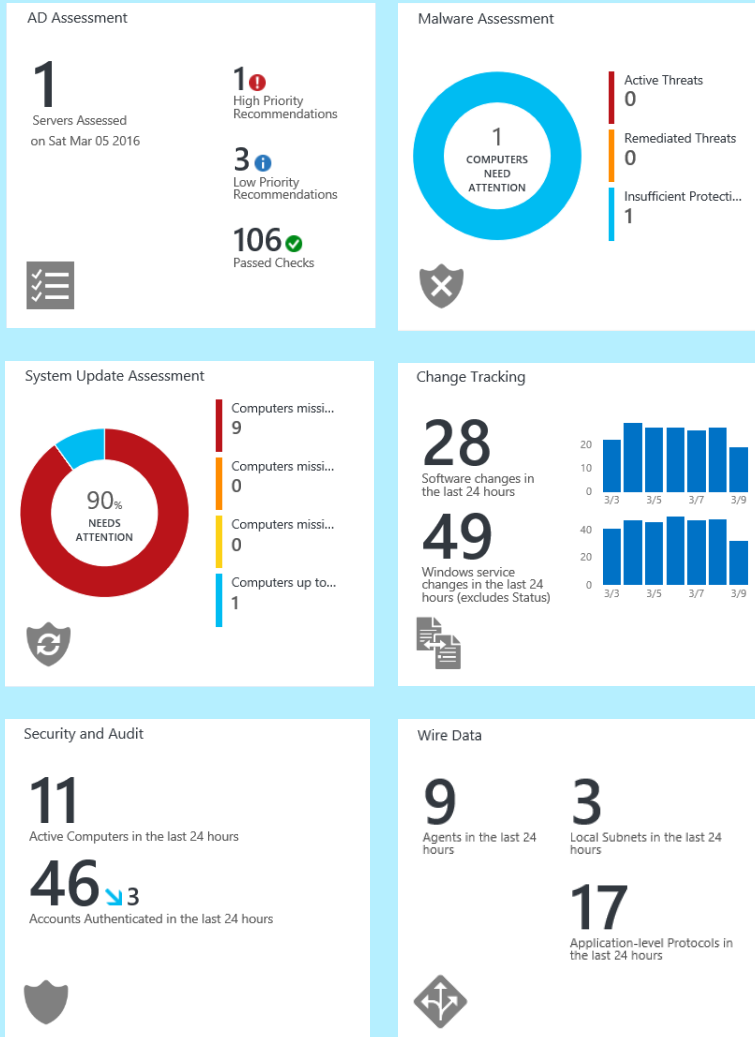 AD Assessment
1
Servers Assessed
on Sat Mar 05 2016
1
High Priority
Recommendations
3
Low Priority
Recommendations
106
Passed Checks
Malware Assessment
1
COMPUTERS
NEED
ATTENTION
Active Threats
0
Remediated Threats
0
Insufficient Protecti...
1
System Update Assessment
90%
NEEDS
ATTENTION
Computers missi...
9
Computers missi...
0
Computers missi...
0
Computers up to...
1
Change Tracking
28
Software changes in
the last 24 hours
20
10
0
3/3 3/5 3/7 3/9
49
Windows service
changes in the last 24
hours (excludes Status)
40
20
0
3/3 3/5 3/7 3/9
Security and Audit
11
Active Computers in the last 24 hours
46 3
Accounts Authenticated in the last 24 hours
Wire Data
9
Agents in the last 24
hours
3
Local Subnets in the last 24
hours
17
Application-level Protocols in
the last 24 hours